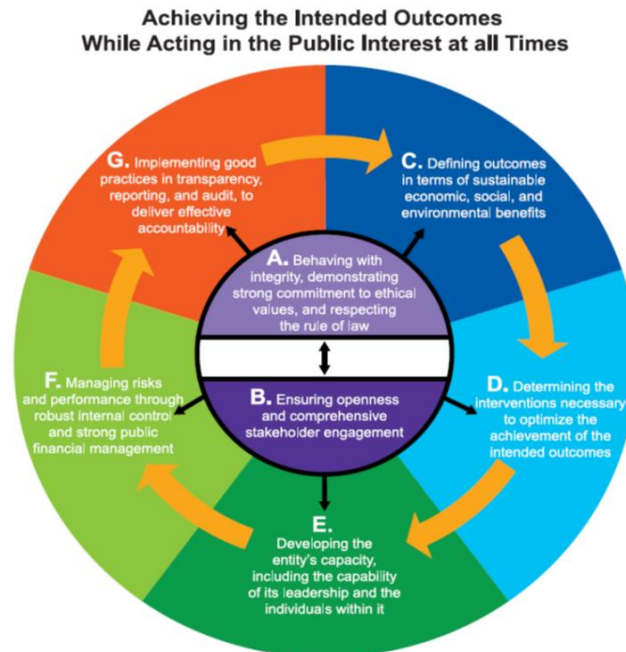 Achieving the Intended Outcomes
While Acting in the Public Interest at all Times
G. Implementing good
practices in transparency,
reporting, and audit, to
deliver effective
accountability
C. Defining outcomes
in terms of sustainable
economic, social, and
environmental benefits
A. Behaving with
integrity, demonstrating
strong commitment to ethical
values, and respecting
the rule of law
B. Ensuring openness
and comprehensive
stakeholder engagement
F. Managing risks
and performance through
robust internal control
and strong public
financial management
D. Determining the
interventions necessary
to optimize the
achievement of the
intended outcomes
E.
Developing the
entity's capacity,
including the capability
of its leadership and the
individuals within it